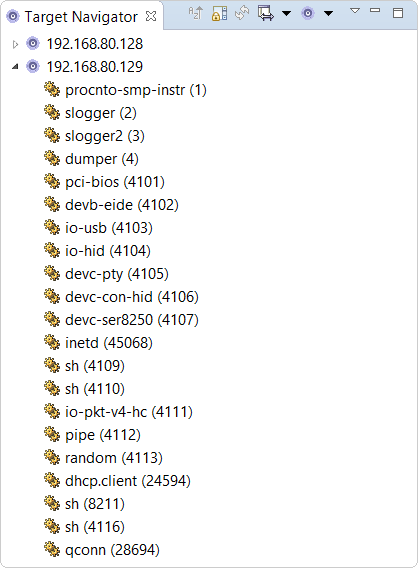 Target Navigator
192.168.80.128
192.168.80.129
procnto-smp-instr (1)
slogger (2)
slogger2 (3)
dumper (4)
pci-bios (4101)
devb-eide (4102)
io-usb (4103)
io-hid (4104)
devc-pty (4105)
devc-con-hid (4106)
devc-ser8250 (4107)
inetd (45068)
sh (4109)
sh (4110)
io-pkt-v4-hc (4111)
pipe (4112)
random (4113)
dhcp.client (24594)
sh (8211)
sh (4116)
qconn (28694)